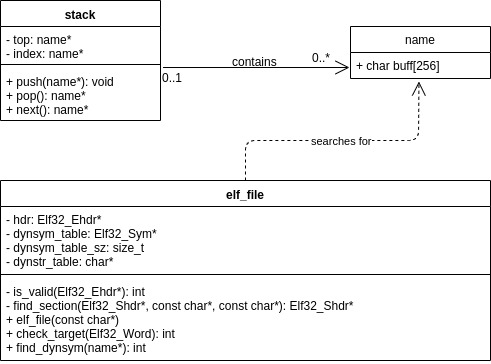 stack
- top: name*
- index: name*
+ push(name*): void
+ pop(): name*
+ next(): name*
contains
0..1
0..*
name
+ char buff[256]
searches for
elf_file
- hdr: Elf32_Ehdr*
- dynsym_table: Elf32_Sym*
- dynsym_table_sz: size_t
- dynstr_table: char*
- is_valid(Elf32_Ehdr*): int
- find_section(Elf32_Shdr*, const char*, const char*): Elf32_Shdr*
+ elf_file(const char*)
+ check_target(Elf32_Word): int
+ find_dynsym(name*): int